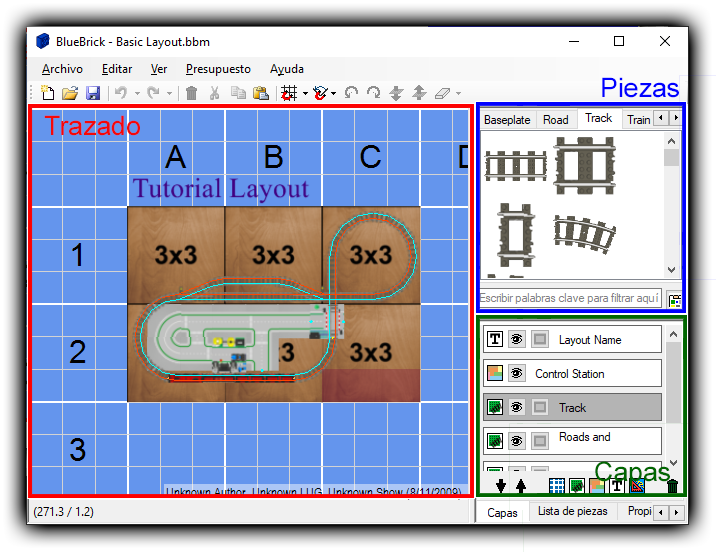 BlueBrick - Basic Layout.bbm
Archivo Editar Ver Presupuesto Ayuda
Piezas
Trazado
Baseplate Road Track Train
A B C D
Tutorial Layout
1 3x3 3x3 3x3
Escribir palabras clave para filtrar aquí
2 3 3x3
Layout Name
Control Station
Track
Roads and
3
Capas
Unknown Author, Unknown LUG, Unknown Show (8/11/2009)
(271.3 / 1.2)
Capas Lista de piezas Propi